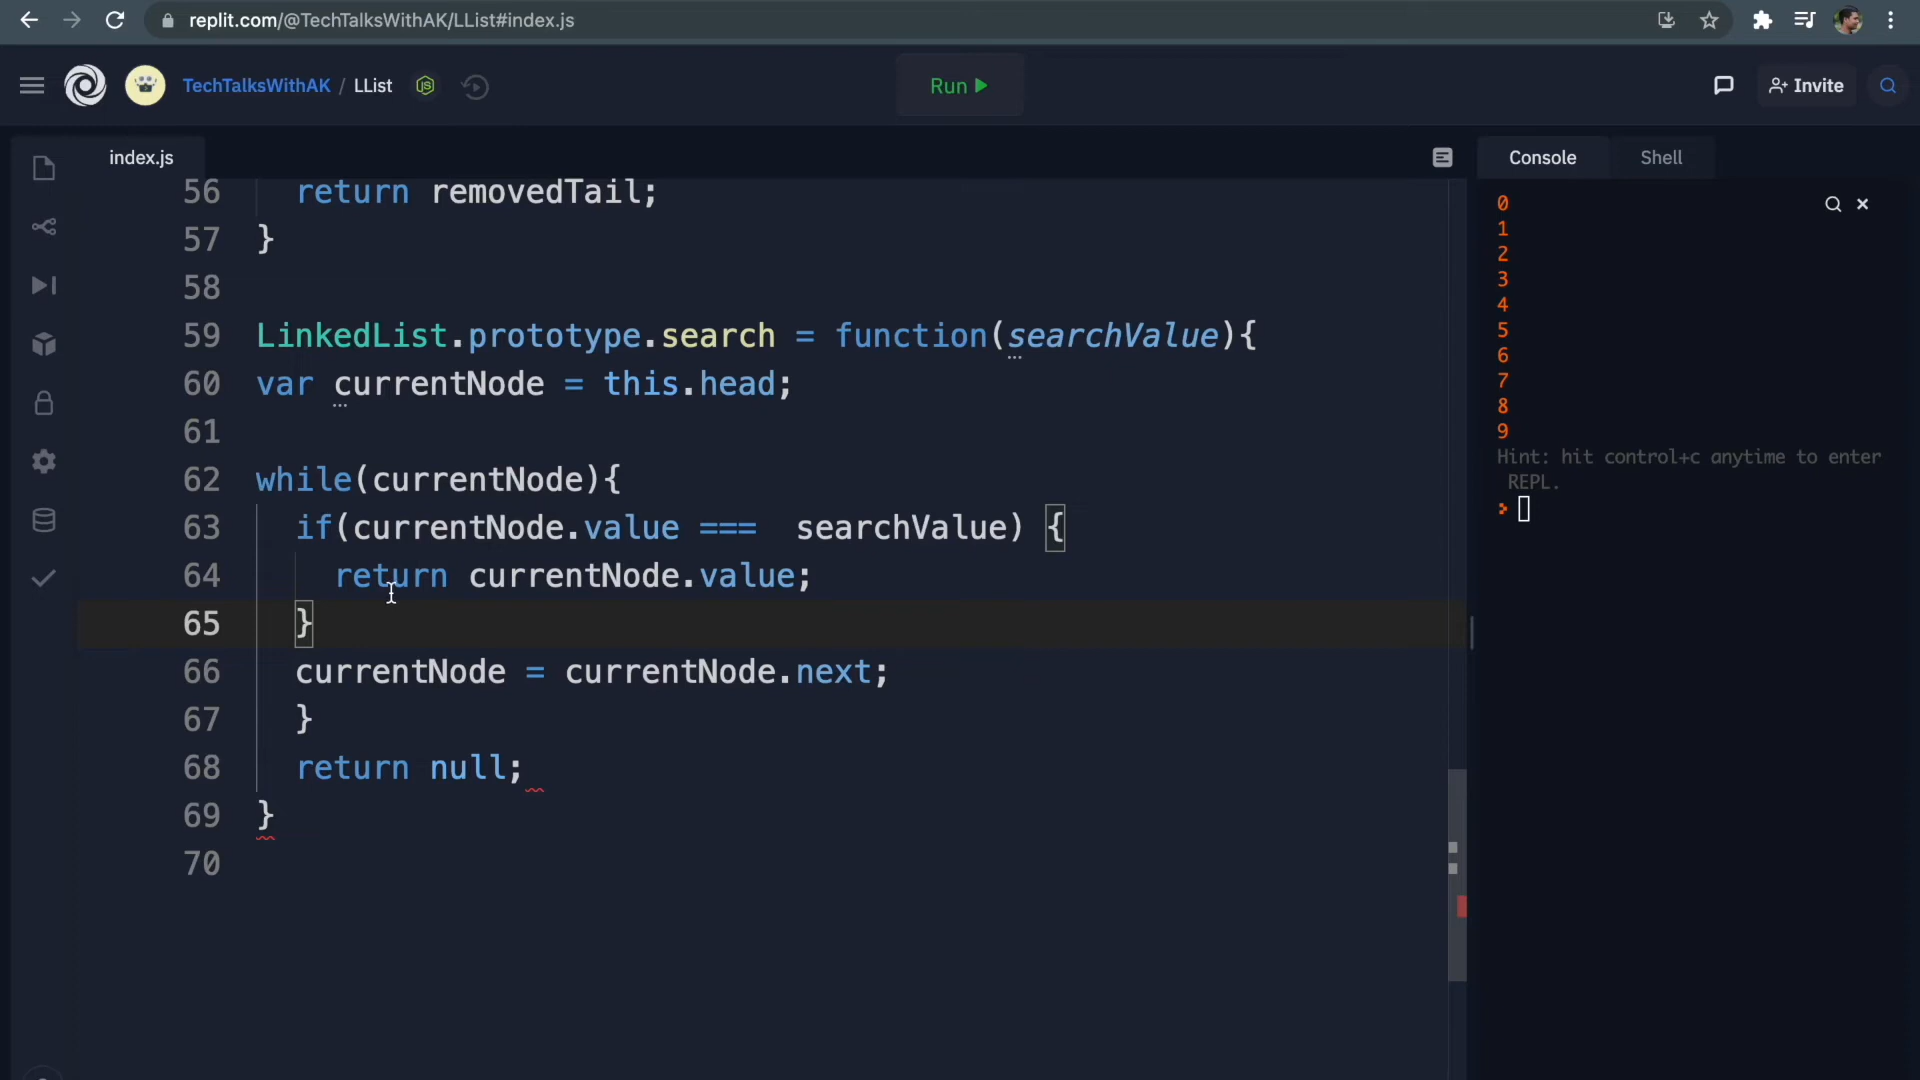 replit.com/@TechTalksWithAK/LList#index.js
TechTalksWithAK / LList
Run
Invite
index.js
Console
Shell
56 return removedTail;
57 }
58
59 LinkedList.prototype.search = function(searchValue){
60 var currentNode = this.head;
61
62 while(currentNode){
63 if(currentNode.value ===  searchValue) {
64 return currentNode.value;
65 }
66 currentNode = currentNode.next;
67 }
68 return null;
69 }
70
0
1
2
3
4
5
6
7
8
9
Hint: hit control+c anytime to enter
REPL.